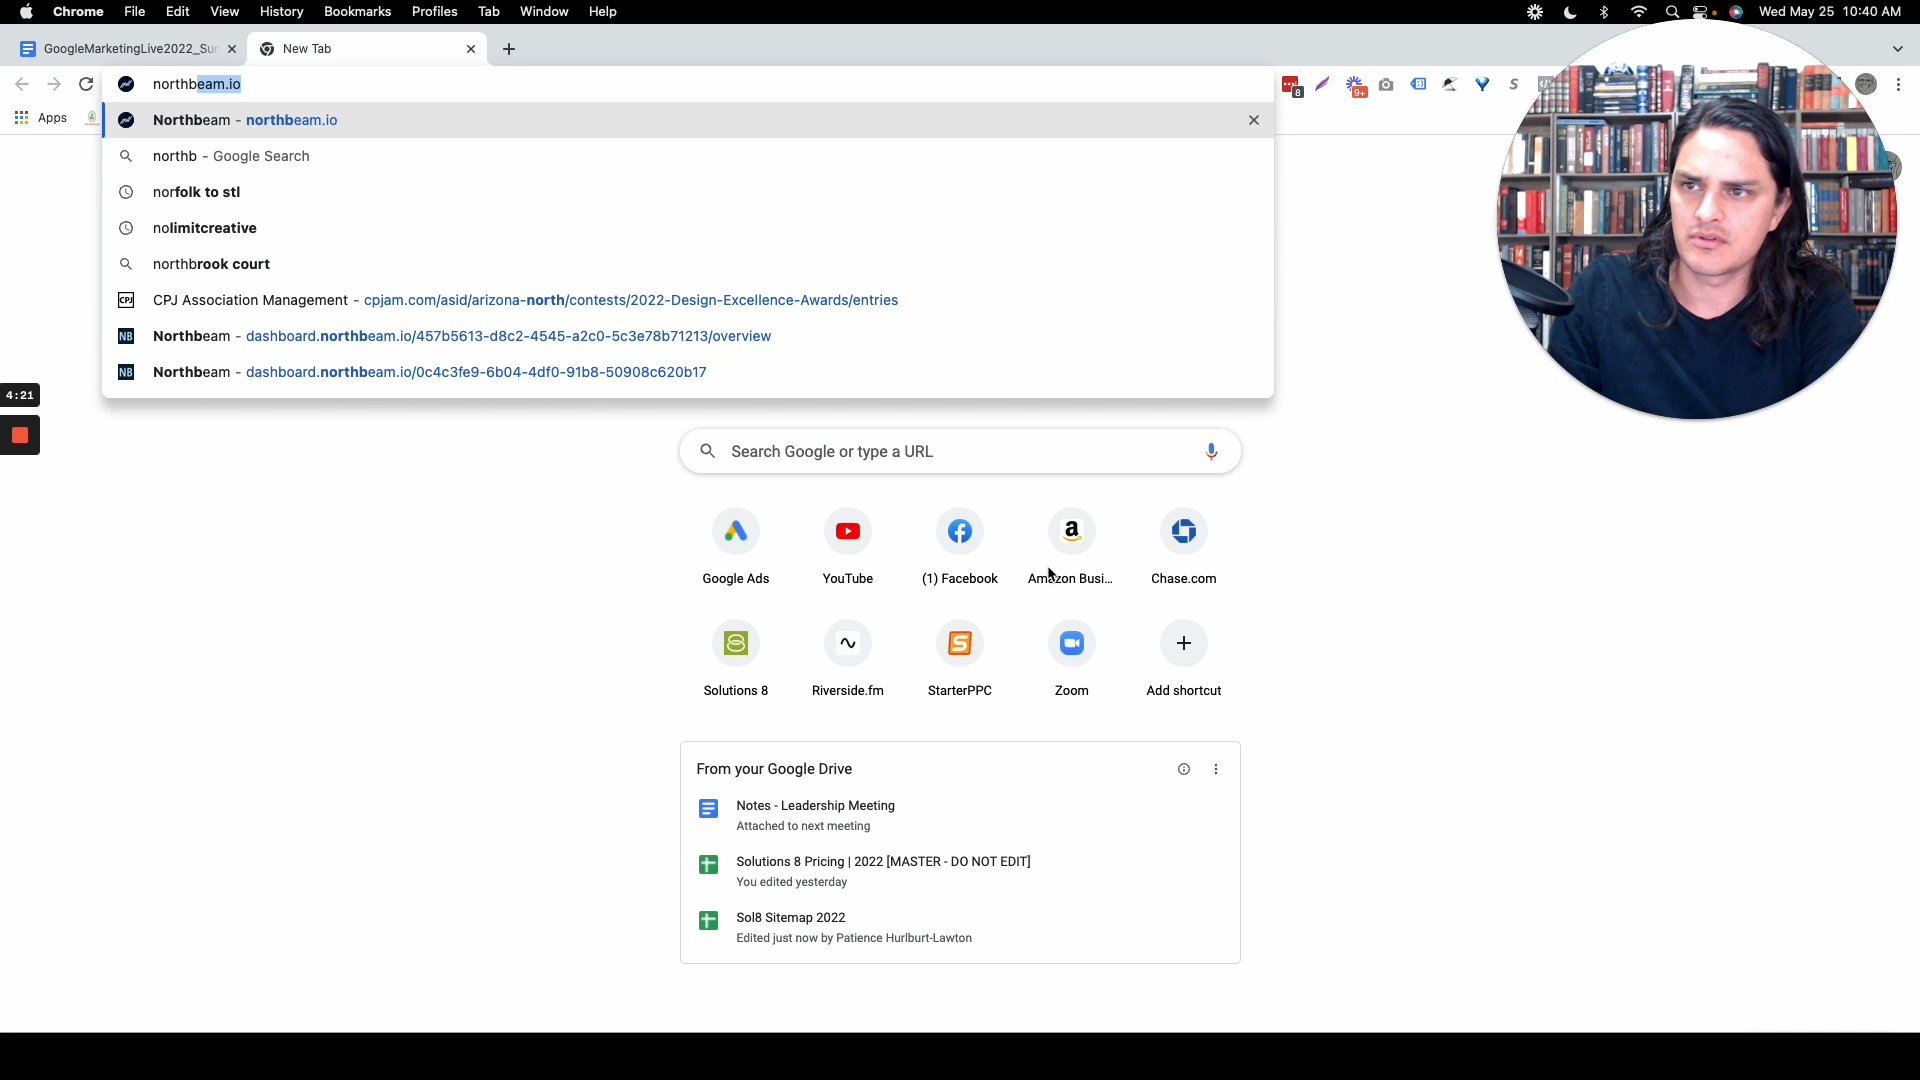 Chrome File Edit View History Bookmarks Profiles Tab Window Help
Wed May 25 10:40 AM
GoogleMarketingLive2022_Su
New Tab
northbeam.io
8
9+
Apps
Northbeam - northbeam.io
northb - Google Search
norfolk to stl
nolimitcreative
northbrook court
CPJ
CPJ Association Management - cpjam.com/asid/arizona-north/contests/2022-Design-Excellence-Awards/entries
NB
Northbeam - dashboard.northbeam.io/457b5613-d8c2-4545-a2c0-5c3e78b71213/overview
NB
Northbeam - dashboard.northbeam.io/0c4c3fe9-6b04-4df0-91b8-50908c620b17
4:21
Search Google or type a URL
Google Ads
YouTube
(1) Facebook
Amazon Busi...
Chase.com
Solutions 8
Riverside.fm
StarterPPC
Zoom
Add shortcut
From your Google Drive
Notes - Leadership Meeting
Attached to next meeting
Solutions 8 Pricing | 2022 [MASTER - DO NOT EDIT]
You edited yesterday
Sol8 Sitemap 2022
Edited just now by Patience Hurlburt-Lawton